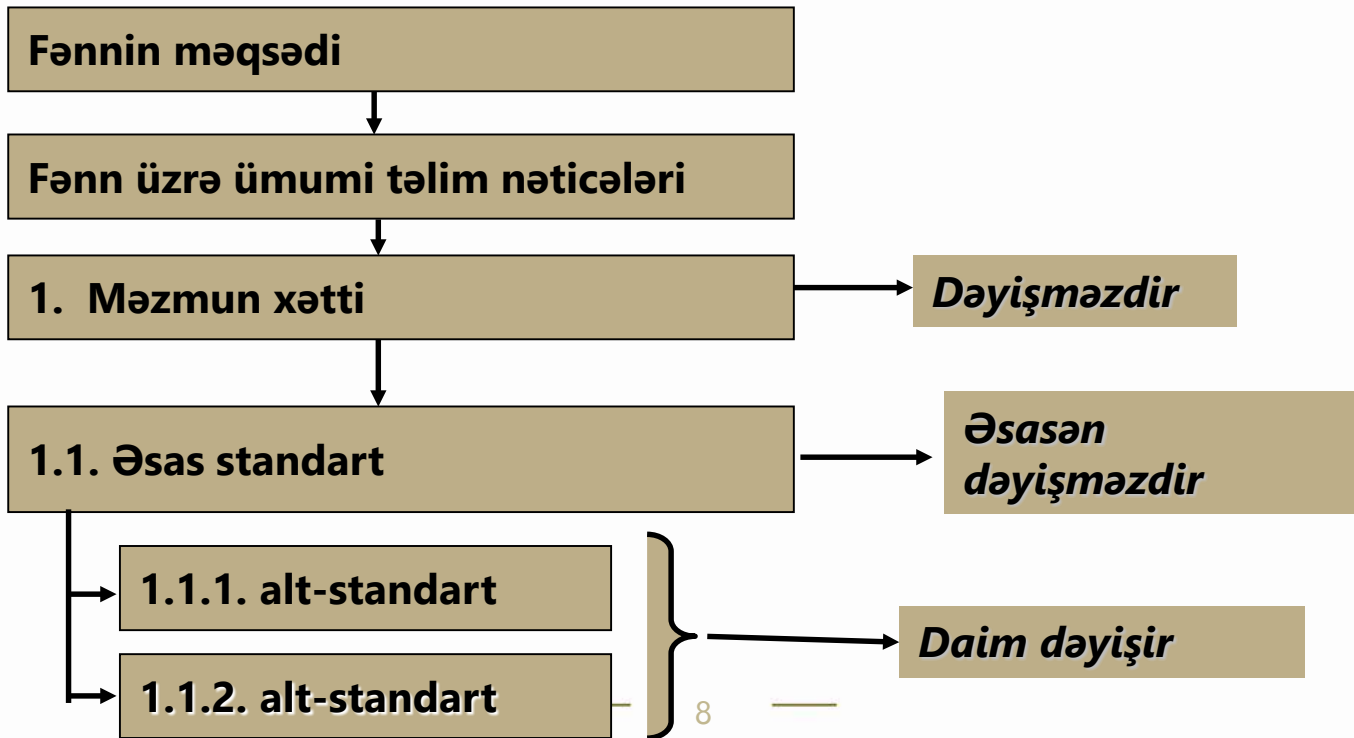 Fənnin məqsədi
Fənn üzrə ümumi təlim nəticələri
1. Məzmun xətti
Dəyişməzdir
1.1. Əsas standart
Əsasən
dəyişməzdir
1.1.1. alt-standart
Daim dəyişir
1.1.2. alt-standart
8